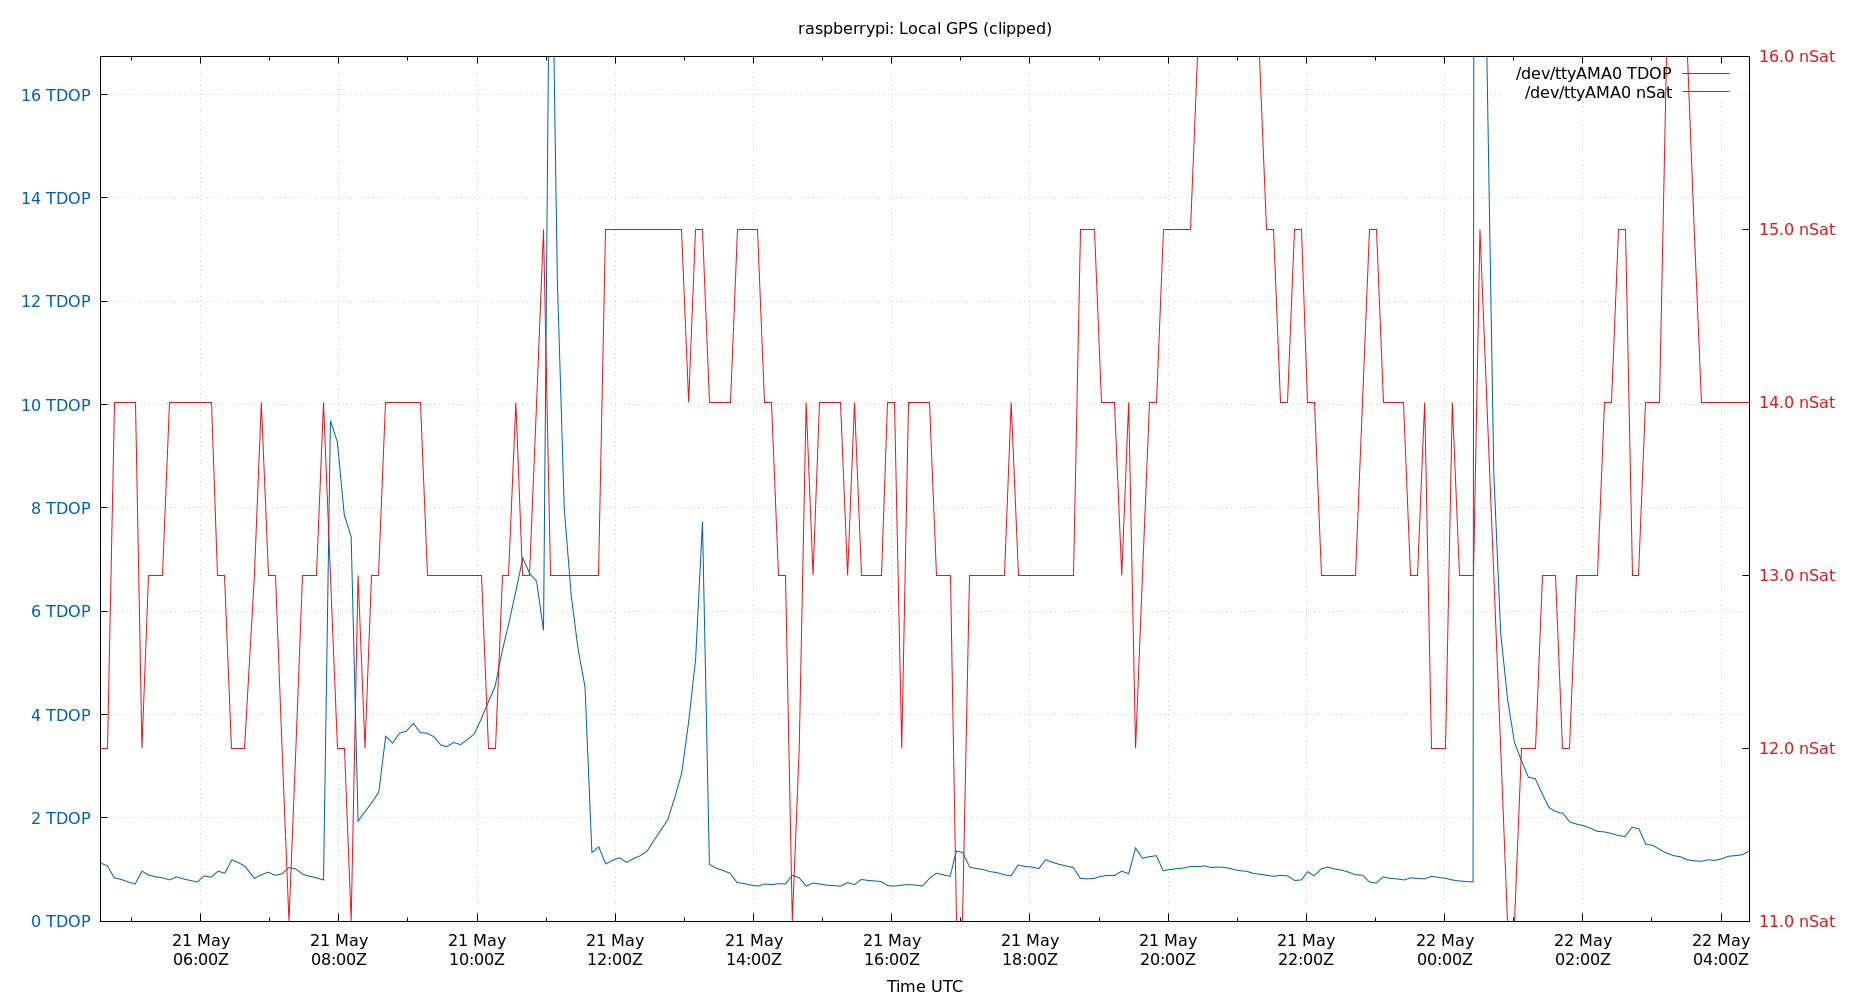 raspberrypi: Local GPS (clipped)
/dev/ttyAMA0 TDOP
/dev/ttyAMA0 nSat
16 TDOP
14 TDOP
12 TDOP
10 TDOP
8 TDOP
6 TDOP
4 TDOP
2 TDOP
0 TDOP
16.0 nSat
15.0 nSat
14.0 nSat
13.0 nSat
12.0 nSat
11.0 nSat
21 May
06:00Z
21 May
08:00Z
21 May
10:00Z
21 May
12:00Z
21 May
14:00Z
21 May
16:00Z
21 May
18:00Z
21 May
20:00Z
21 May
22:00Z
22 May
00:00Z
22 May
02:00Z
22 May
04:00Z
Time UTC